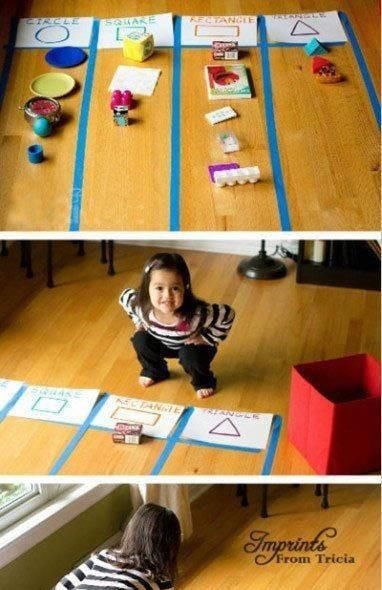 CIRCLE
SQUARE
RECTANGLE
TRIANGLE
SQUARE
RECTANGLE
TRIANGLE
Imprints
From Tricia